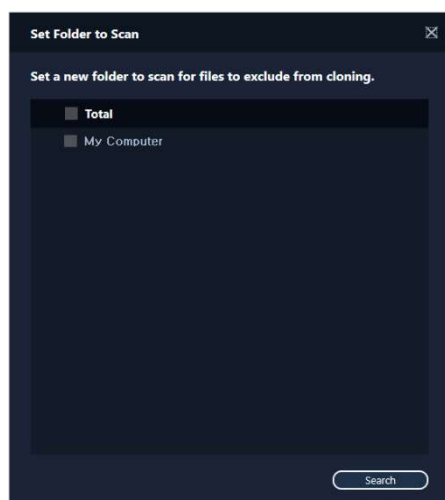 Set Folder to Scan
Set a new folder to scan for files to exclude from cloning.
Total
My Computer
Search